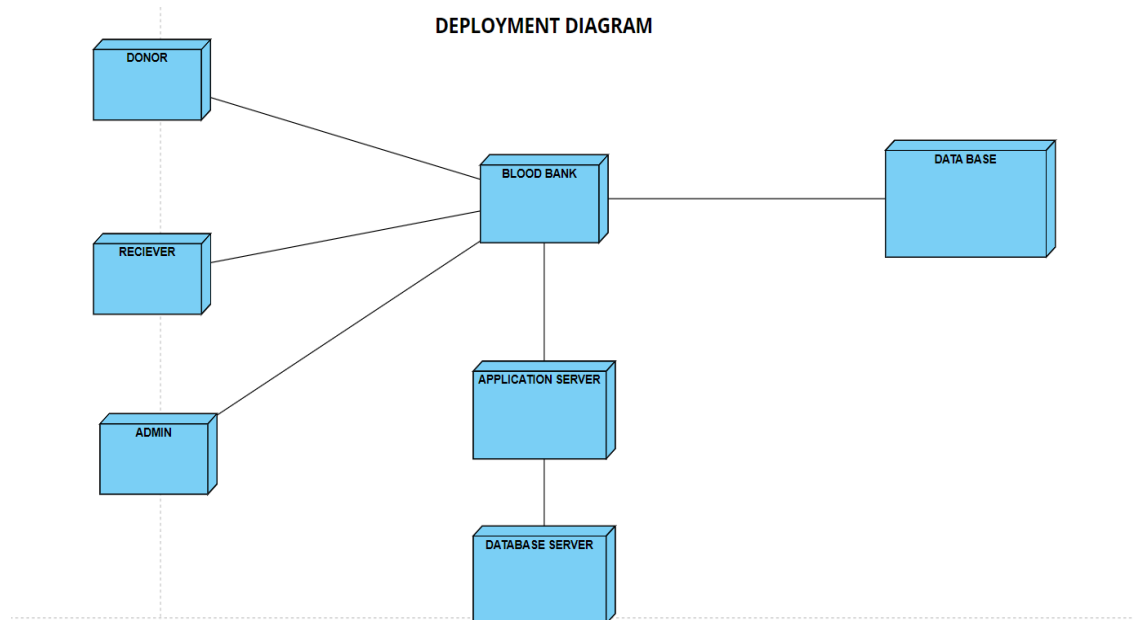 DEPLOYMENT DIAGRAM
DONOR
BLOOD BANK
DATA BASE
RECIEVER
APPLICATION SERVER
ADMIN
DATABASE SERVER